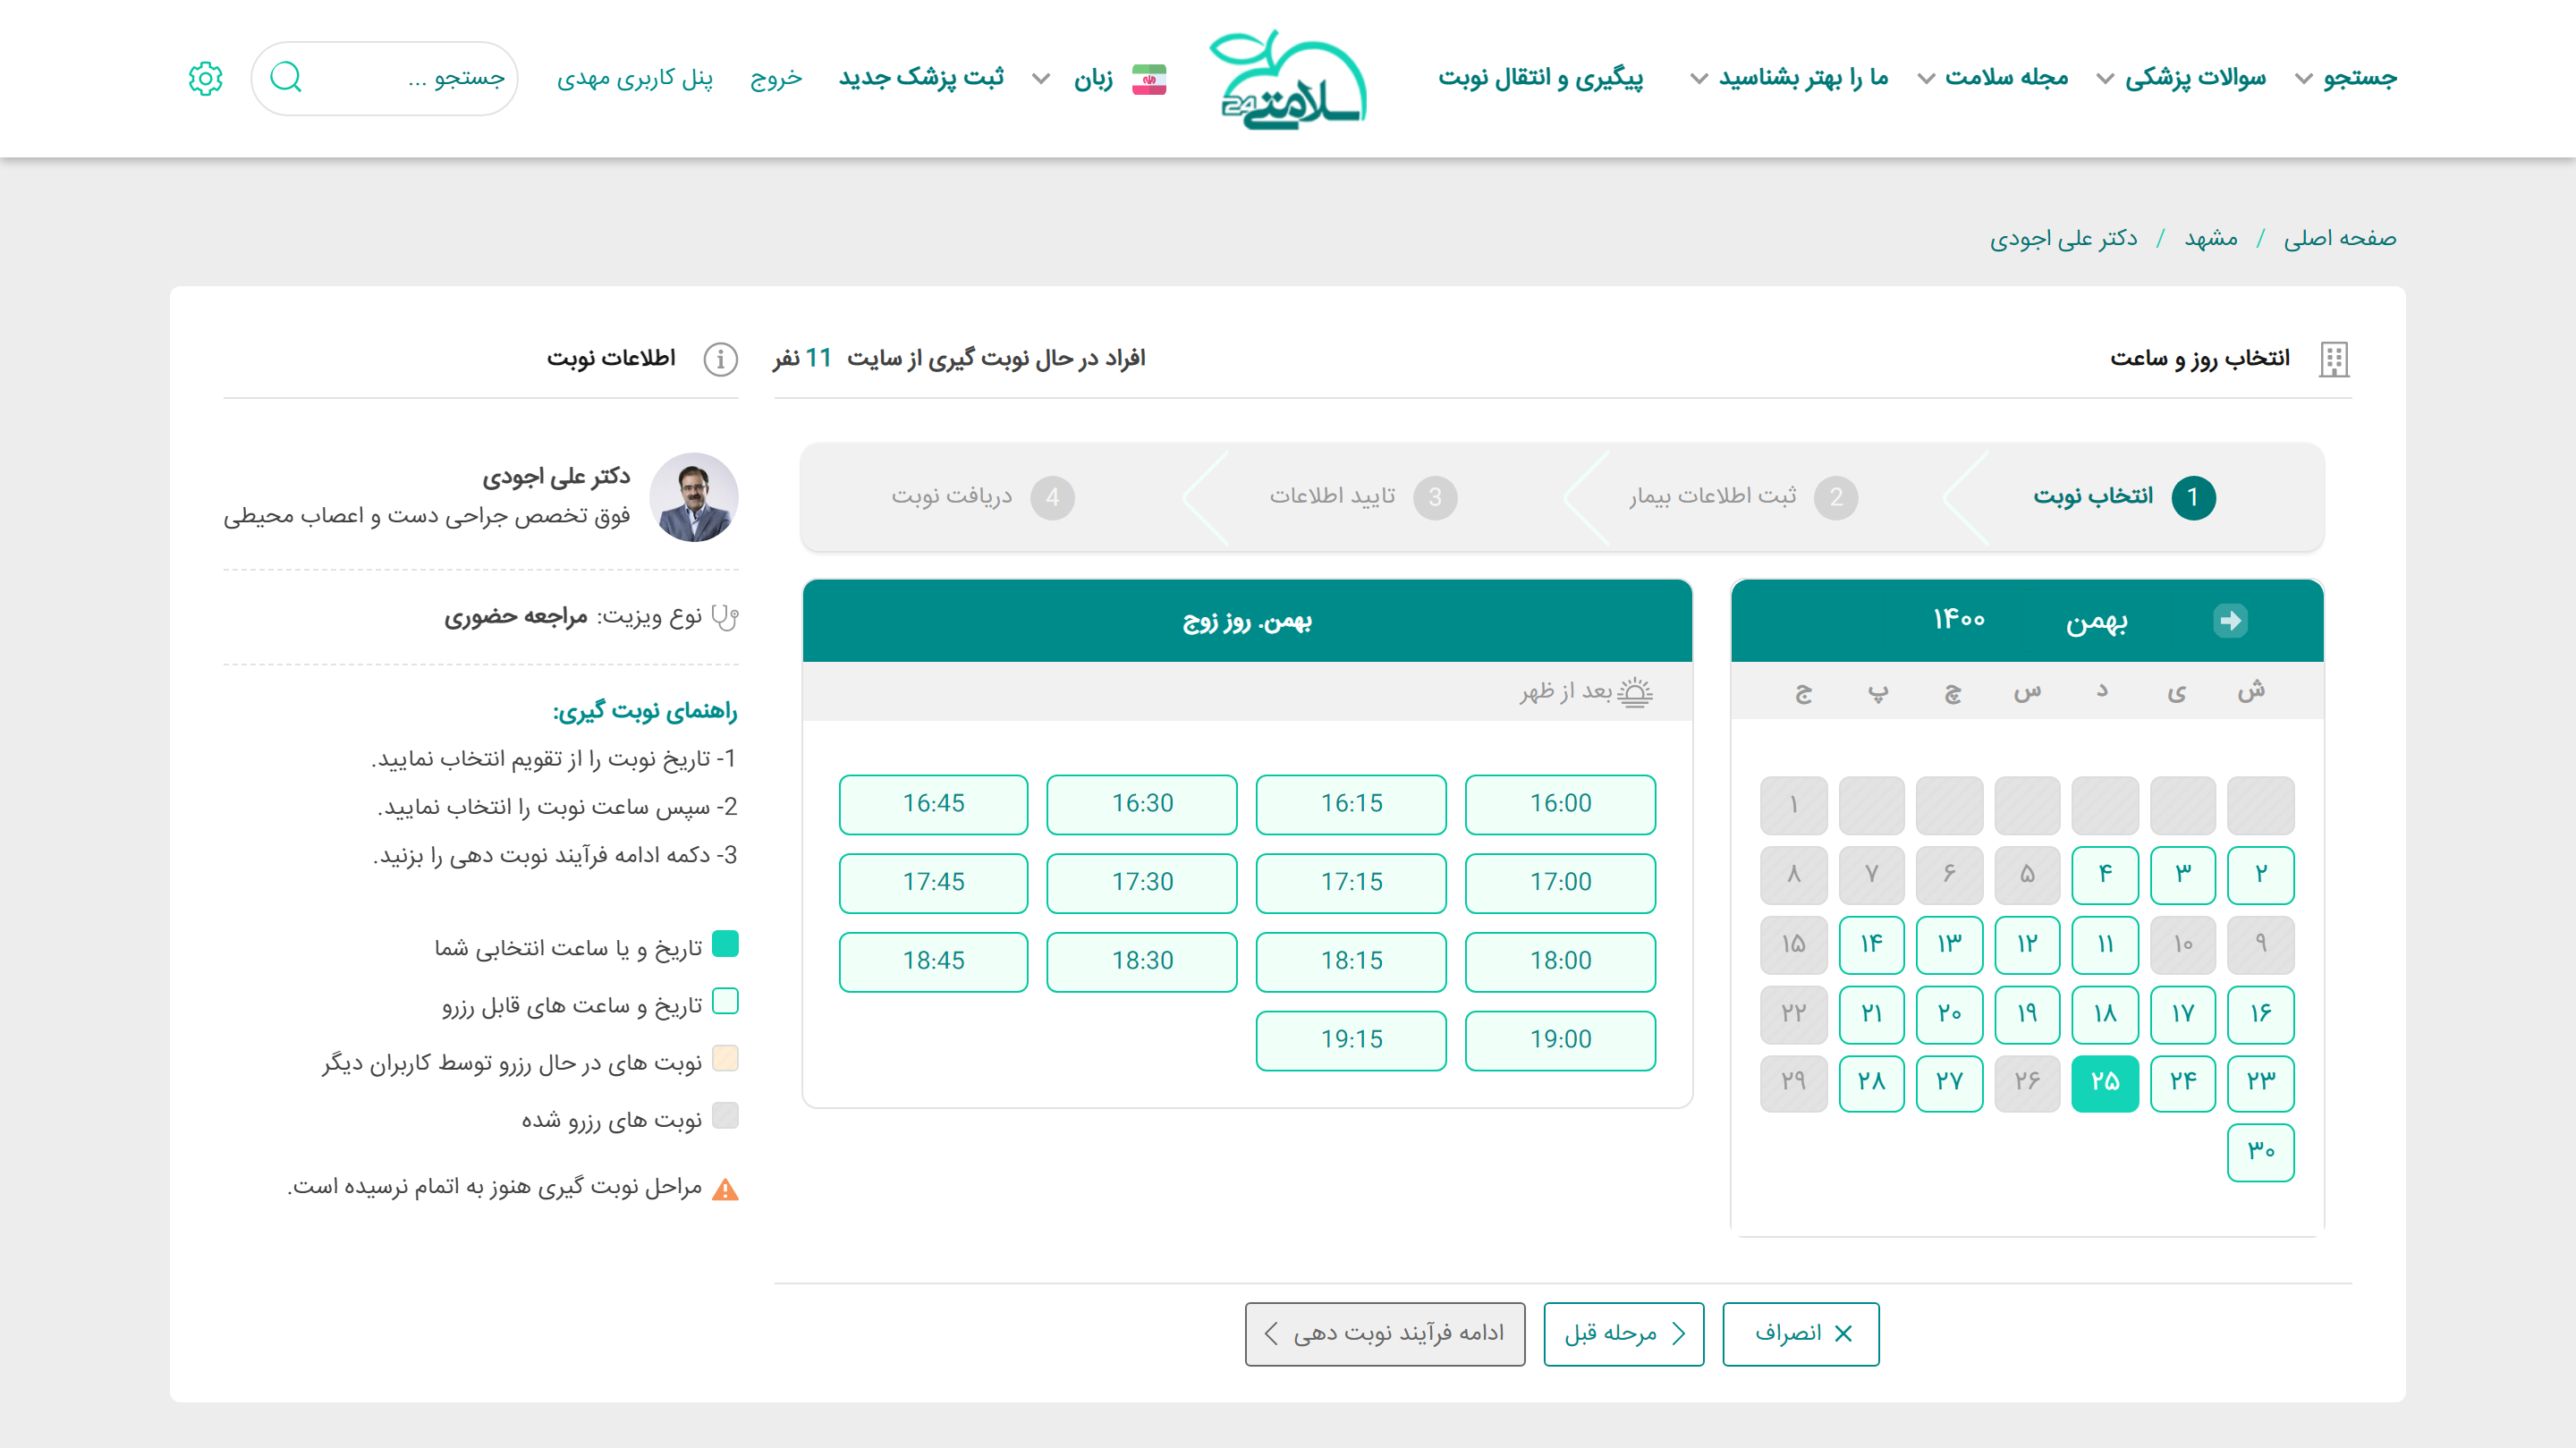 جستجو
سوالات پزشکی
مجله سلامت
ما را بهتر بشناسید
پیگیری و انتقال نوبت
سلامتی24
زبان
ثبت پزشک جدید
خروج
پنل کاربری مهدی
جستجو ...
صفحه اصلی / مشهد / دکتر علی اجودی
انتخاب روز و ساعت
افراد در حال نوبت گیری از سایت 11 نفر
1 انتخاب نوبت
2 ثبت اطلاعات بیمار
3 تایید اطلاعات
4 دریافت نوبت
بهمن ۱۴۰۰
ش ی د س چ پ ج
۱
۲ ۳ ۴ ۵ ۶ ۷ ۸
۹ ۱۰ ۱۱ ۱۲ ۱۳ ۱۴ ۱۵
۱۶ ۱۷ ۱۸ ۱۹ ۲۰ ۲۱ ۲۲
۲۳ ۲۴ ۲۵ ۲۶ ۲۷ ۲۸ ۲۹
۳۰
بهمن. روز زوج
بعد از ظهر
16:00 16:15 16:30 16:45
17:00 17:15 17:30 17:45
18:00 18:15 18:30 18:45
19:00 19:15
انصراف
مرحله قبل
ادامه فرآیند نوبت دهی
اطلاعات نوبت
دکتر علی اجودی
فوق تخصص جراحی دست و اعصاب محیطی
نوع ویزیت: مراجعه حضوری
راهنمای نوبت گیری:
1- تاریخ نوبت را از تقویم انتخاب نمایید.
2- سپس ساعت نوبت را انتخاب نمایید.
3- دکمه ادامه فرآیند نوبت دهی را بزنید.
تاریخ و یا ساعت انتخابی شما
تاریخ و ساعت های قابل رزرو
نوبت های در حال رزرو توسط کاربران دیگر
نوبت های رزرو شده
مراحل نوبت گیری هنوز به اتمام نرسیده است.